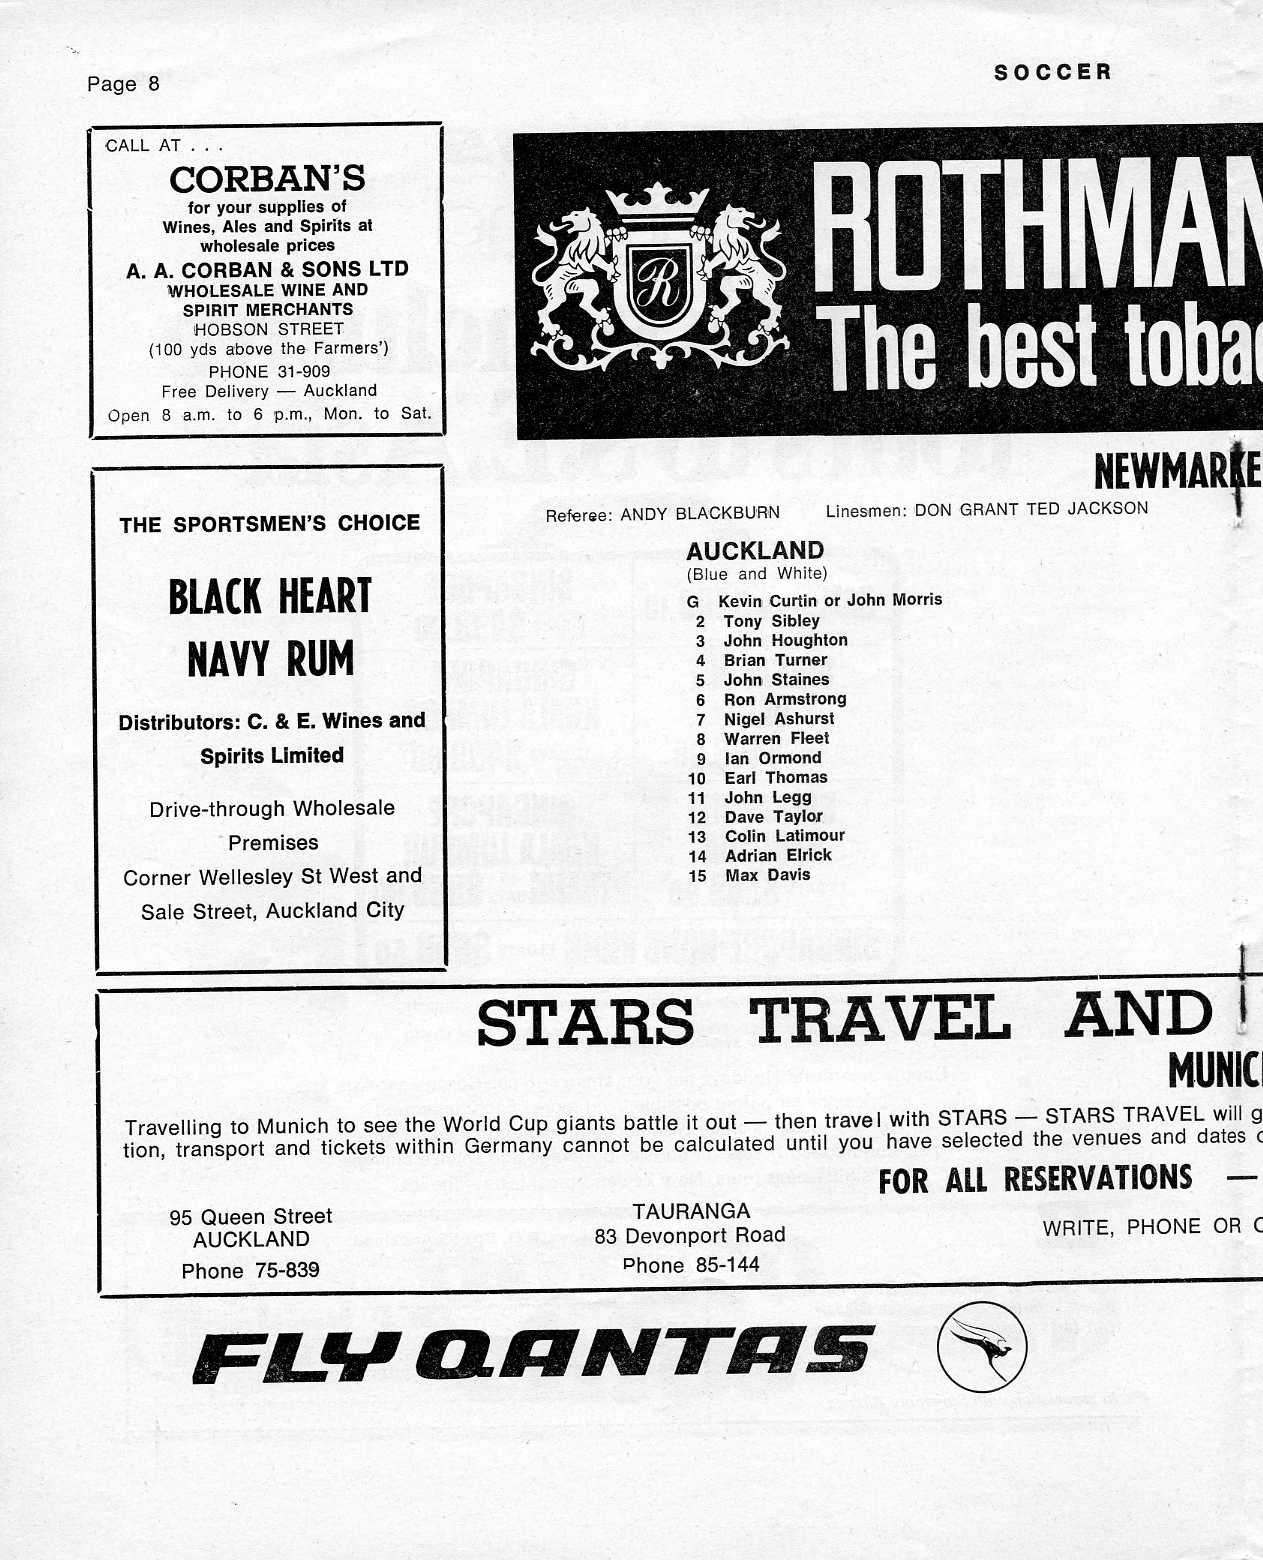 Page 8
SOCCER
CALL AT . . .
CORBAN'S
for your supplies of
Wines, Ales and Spirits at
wholesale prices
A. A. CORBAN & SONS LTD
WHOLESALE WINE AND
SPIRIT MERCHANTS
HOBSON STREET
(100 yds above the Farmers')
PHONE 31-909
Free Delivery — Auckland
Open 8 a.m. to 6 p.m., Mon. to Sat.
R
ROTHMAN
The best tobac
NEWMARKE
Referee: ANDY BLACKBURN Linesmen: DON GRANT TED JACKSON
AUCKLAND
(Blue and White)
G Kevin Curtin or John Morris
2 Tony Sibley
3 John Houghton
4 Brian Turner
5 John Staines
6 Ron Armstrong
7 Nigel Ashurst
8 Warren Fleet
9 Ian Ormond
10 Earl Thomas
11 John Legg
12 Dave Taylor
13 Colin Latimour
14 Adrian Elrick
15 Max Davis
THE SPORTSMEN'S CHOICE
BLACK HEART
NAVY RUM
Distributors: C. & E. Wines and
Spirits Limited
Drive-through Wholesale
Premises
Corner Wellesley St West and
Sale Street, Auckland City
STARS TRAVEL AND
MUNIC
Travelling to Munich to see the World Cup giants battle it out — then travel with STARS — STARS TRAVEL will g
tion, transport and tickets within Germany cannot be calculated until you have selected the venues and dates
FOR ALL RESERVATIONS —
95 Queen Street
AUCKLAND
Phone 75-839
TAURANGA
83 Devonport Road
Phone 85-144
WRITE, PHONE OR
FLY QANTAS